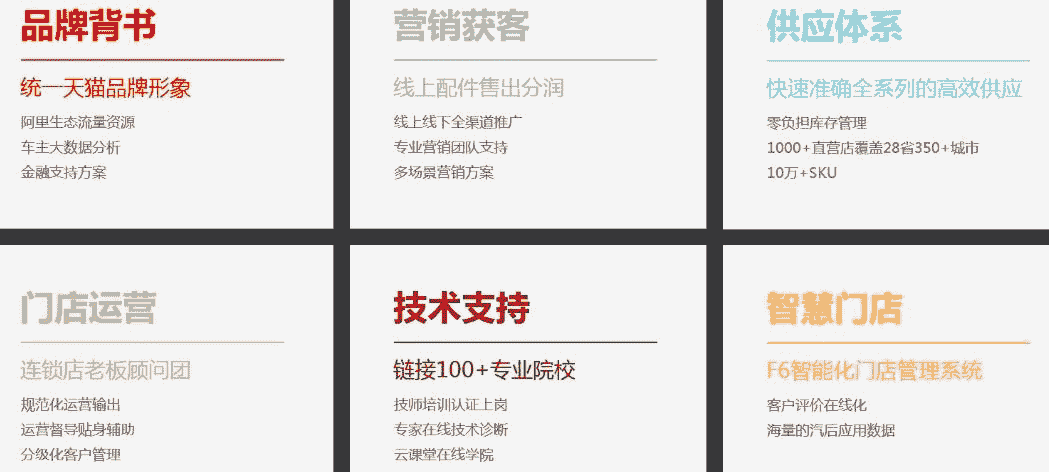 品牌背书
统一天猫品牌形象
阿里生态流量资源
车主大数据分析
金融支持方案
营销获客
线上配件售出分润
线上线下全渠道推广
专业营销团队支持
多场景营销方案
供应体系
快速准确全系列的高效供应
零负担库存管理
1000+直营店覆盖28省350+城市
10万+SKU
门店运营
连锁店老板顾问团
规范化运营输出
运营督导贴身辅助
分级化客户管理
技术支持
链接100+专业院校
技师培训认证上岗
专家在线技术诊断
云课堂在线学院
智慧门店
F6智能化门店管理系统
客户评价在线化
海量的汽后应用数据